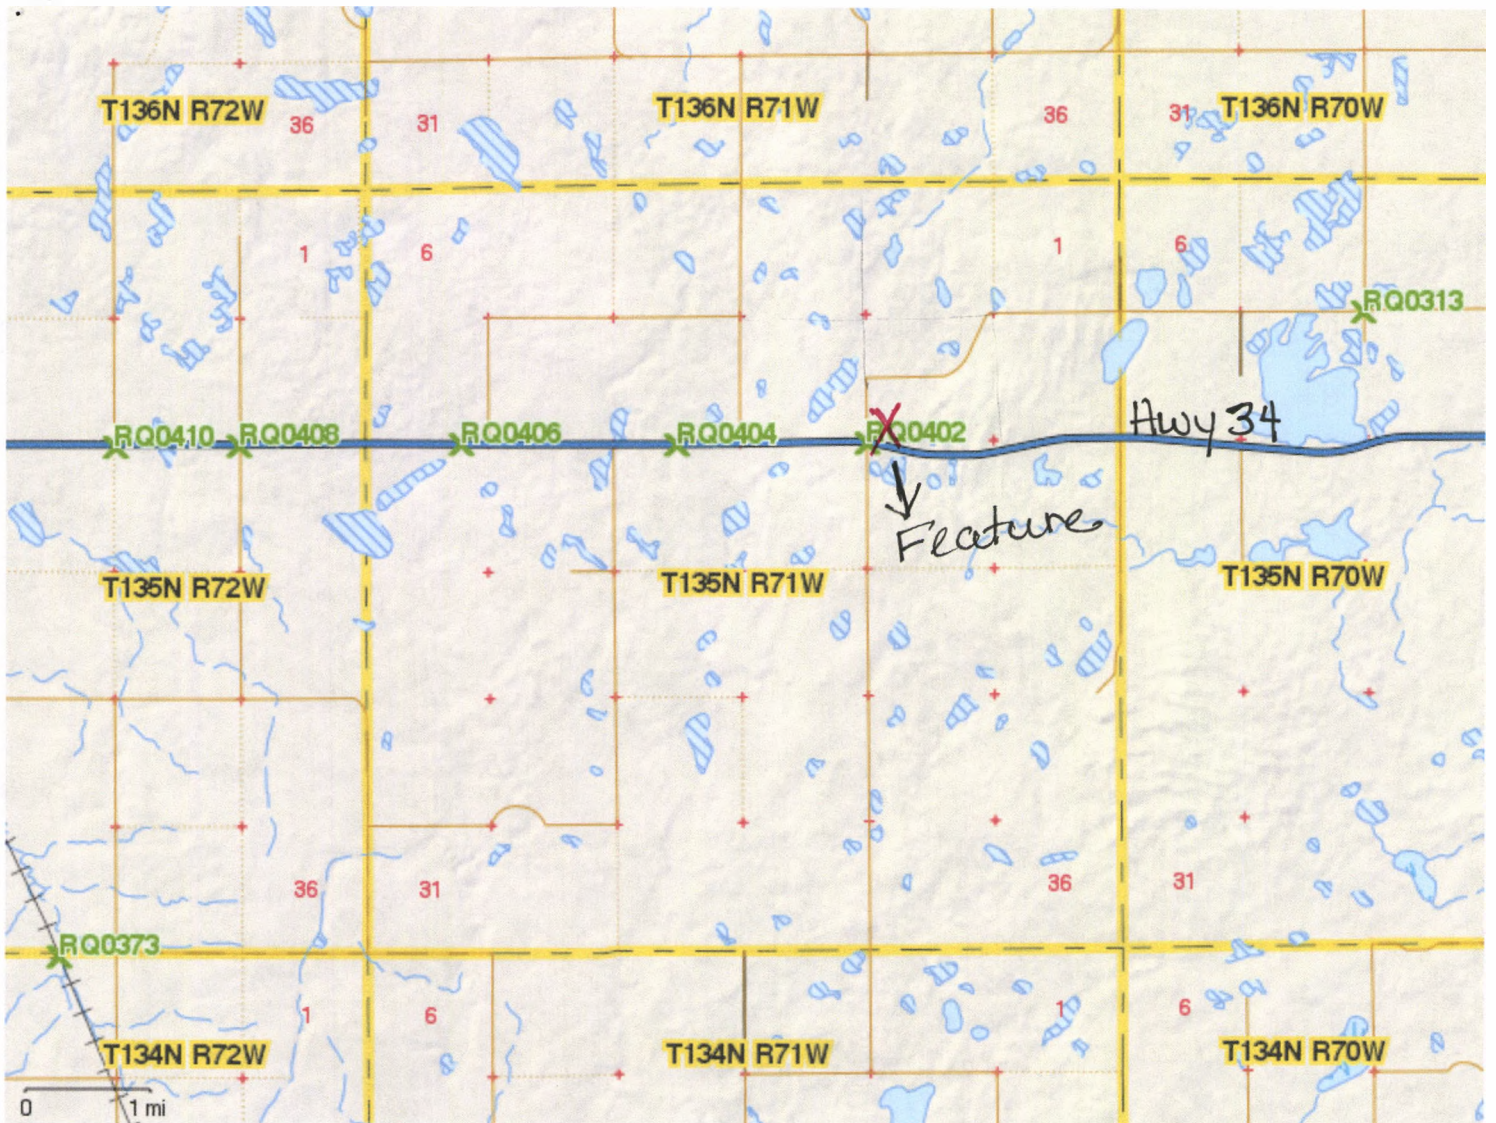 T136N R72W
T136N R71W
T136N R70W
36
31
36
31
1
6
1
6
RQ0313
RQ0410
RQ0408
RQ0406
RQ0404
RQ0402
X
Hwy 34
Feature
T135N R72W
T135N R71W
T135N R70W
36
31
36
31
RQ0373
1
6
1
6
T134N R72W
T134N R71W
T134N R70W
0
1 mi